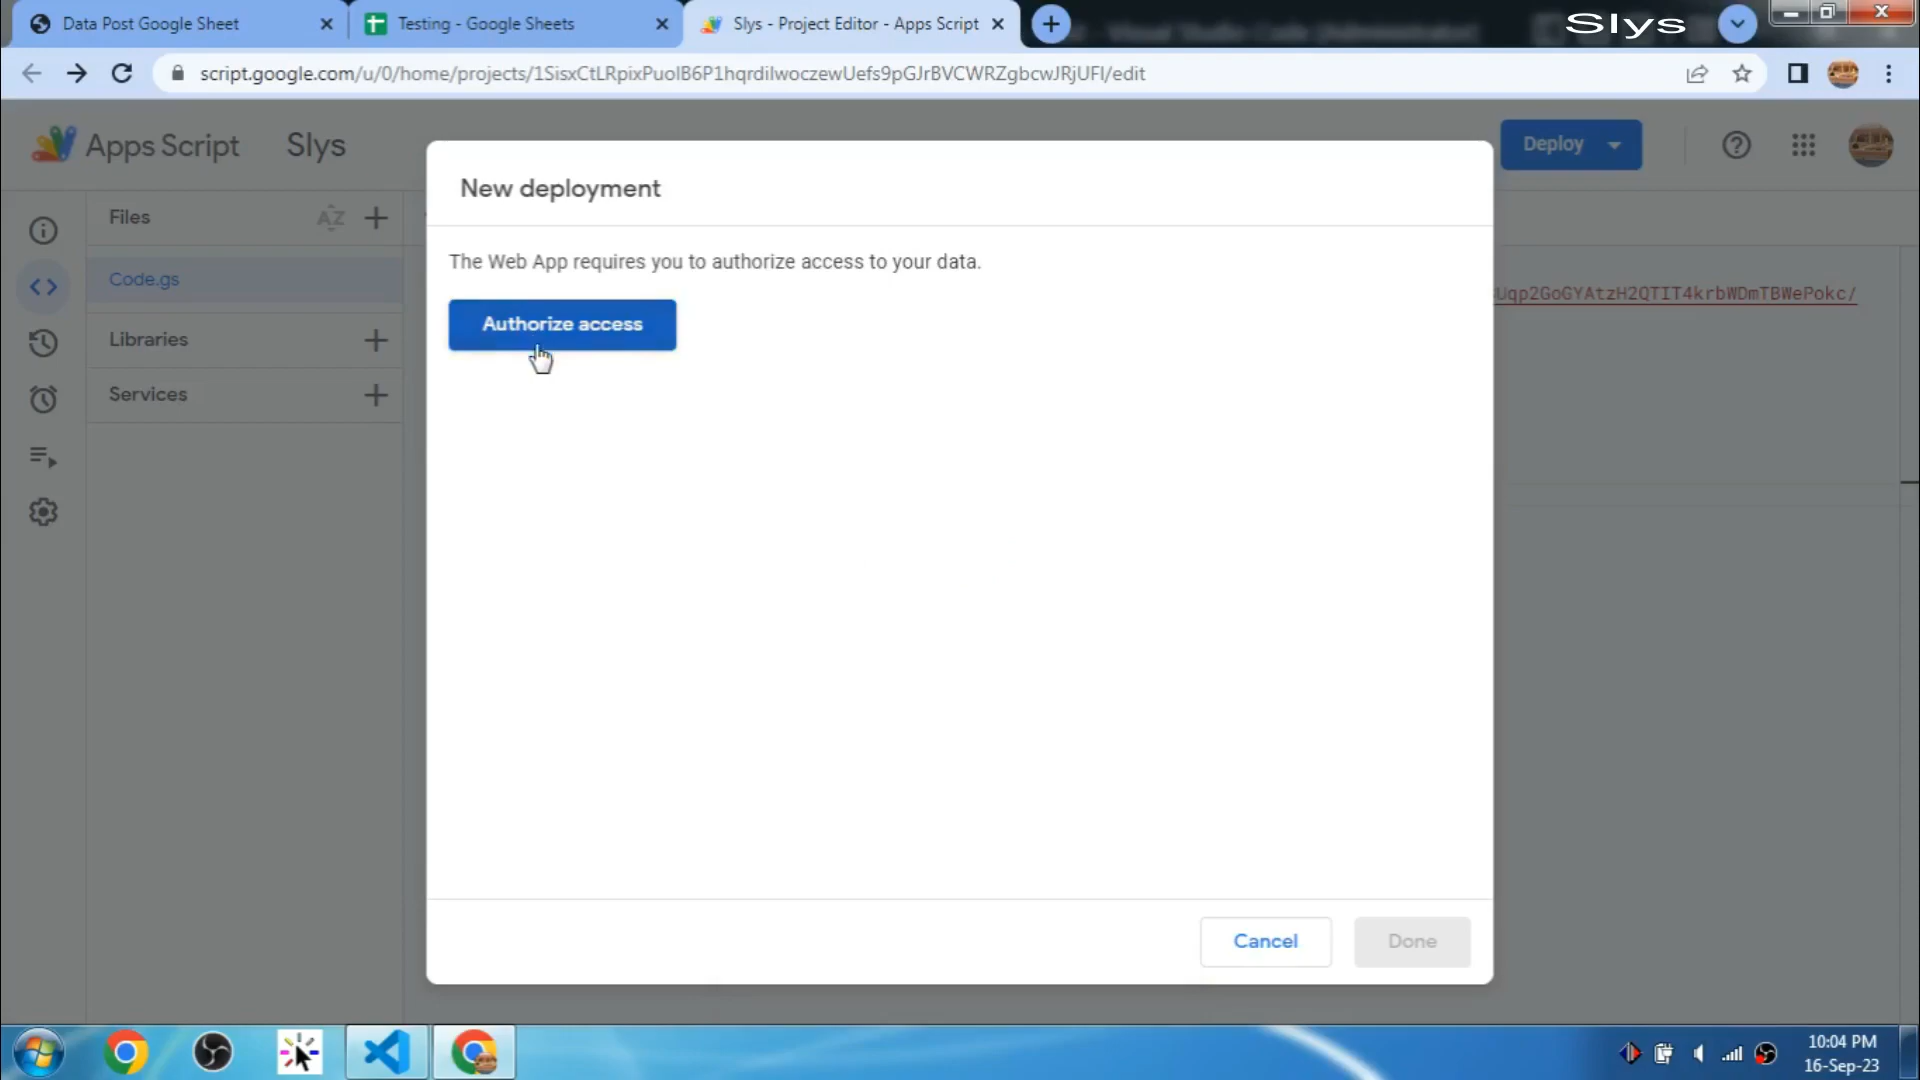 Data Post Google Sheet
Testing - Google Sheets
Slys - Project Editor - Apps Script
Slys
script.google.com/u/0/home/projects/1SisxCtLRpixPuolB6P1hqrdilwoczewUefs9pGJrBVCWRZgbcwJRjUFl/edit
Apps Script
Slys
Deploy
New deployment
Files
AZ
The Web App requires you to authorize access to your data.
Code.gs
Uqp2GoGYAtzH2QTIT4krbWDmTBWePokc/
Authorize access
Libraries
Services
Cancel
Done
10:04 PM
16-Sep-23